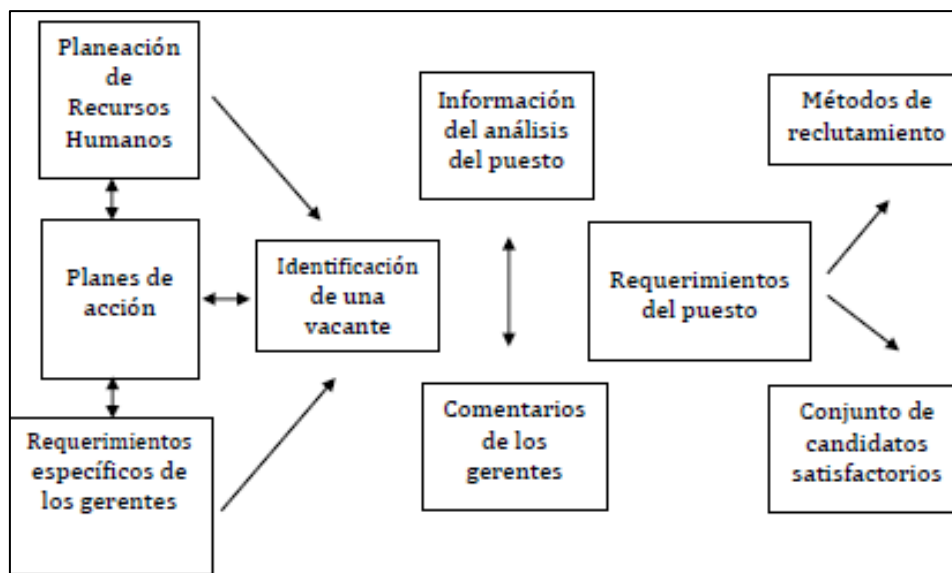 Planeación
de
Recursos
Humanos
Planes de
acción
Requerimientos
específicos de
los gerentes
Identificación
de una
vacante
Información
del análisis
del puesto
Comentarios
de los
gerentes
Requerimientos
del puesto
Métodos de
reclutamiento
Conjunto de
candidatos
satisfactorios